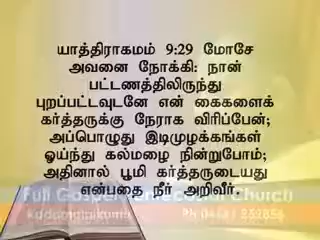 யாத்திராகமம் 9:29 மோசே
அவனை நோக்கி: நான்
பட்டணத்திலிருந்து
புறப்பட்டவுடனே என் கைகளைக்
கர்த்தருக்கு நேராக விரிப்பேன்;
அப்பொழுது இடிமுழக்கங்கள்
ஓய்ந்து கல்மழை நின்றுபோம்;
அதினால் பூமி கர்த்தருடையது
என்பதை நீர் அறிவீர்.
Full Gospel Pentecostal Church